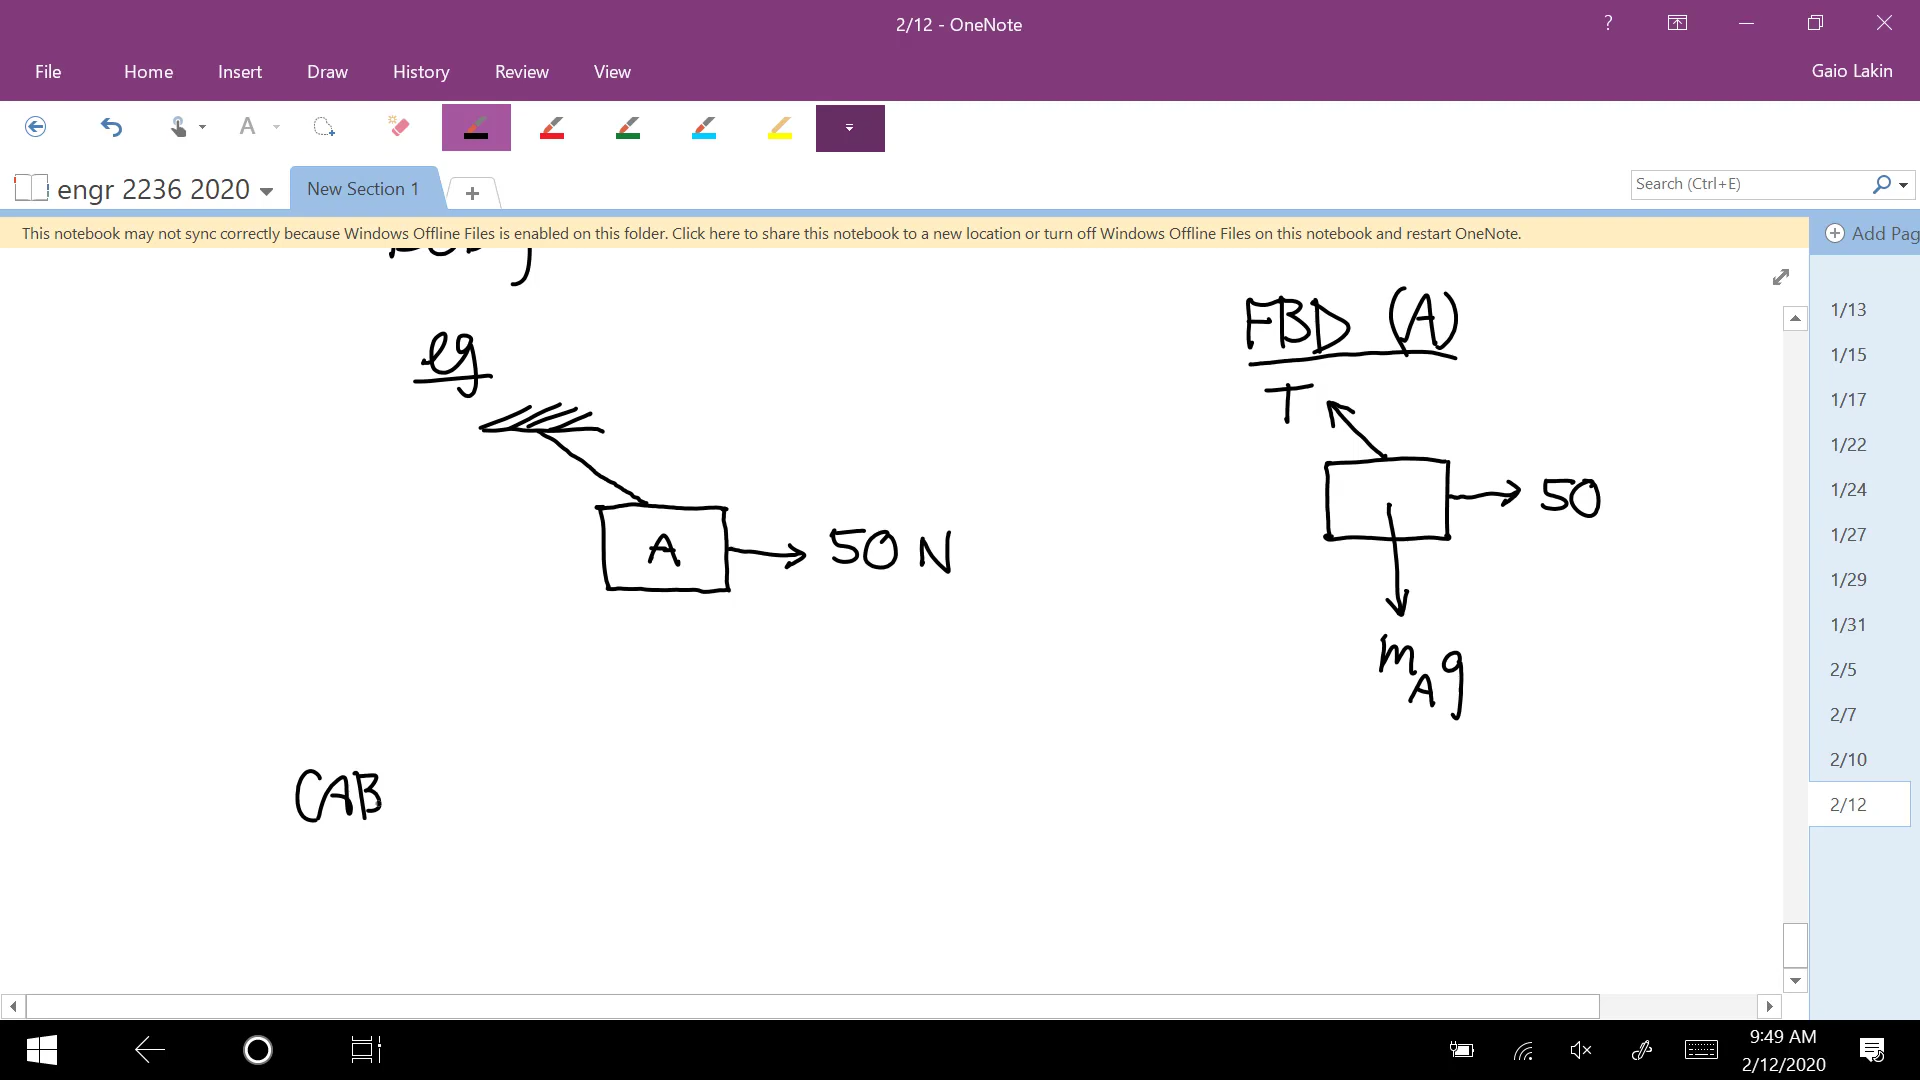 2/12 - OneNote
?
File Home Insert Draw History Review View
Gaio Lakin
A
engr 2236 2020
New Section 1
+
Search (Ctrl+E)
This notebook may not sync correctly because Windows Offline Files is enabled on this folder. Click here to share this notebook to a new location or turn off Windows Offline Files on this notebook and restart OneNote.
Add Pag
eg
A
50 N
FBD (A)
T
50
m_A g
CAB
1/13
1/15
1/17
1/22
1/24
1/27
1/29
1/31
2/5
2/7
2/10
2/12
9:49 AM
2/12/2020